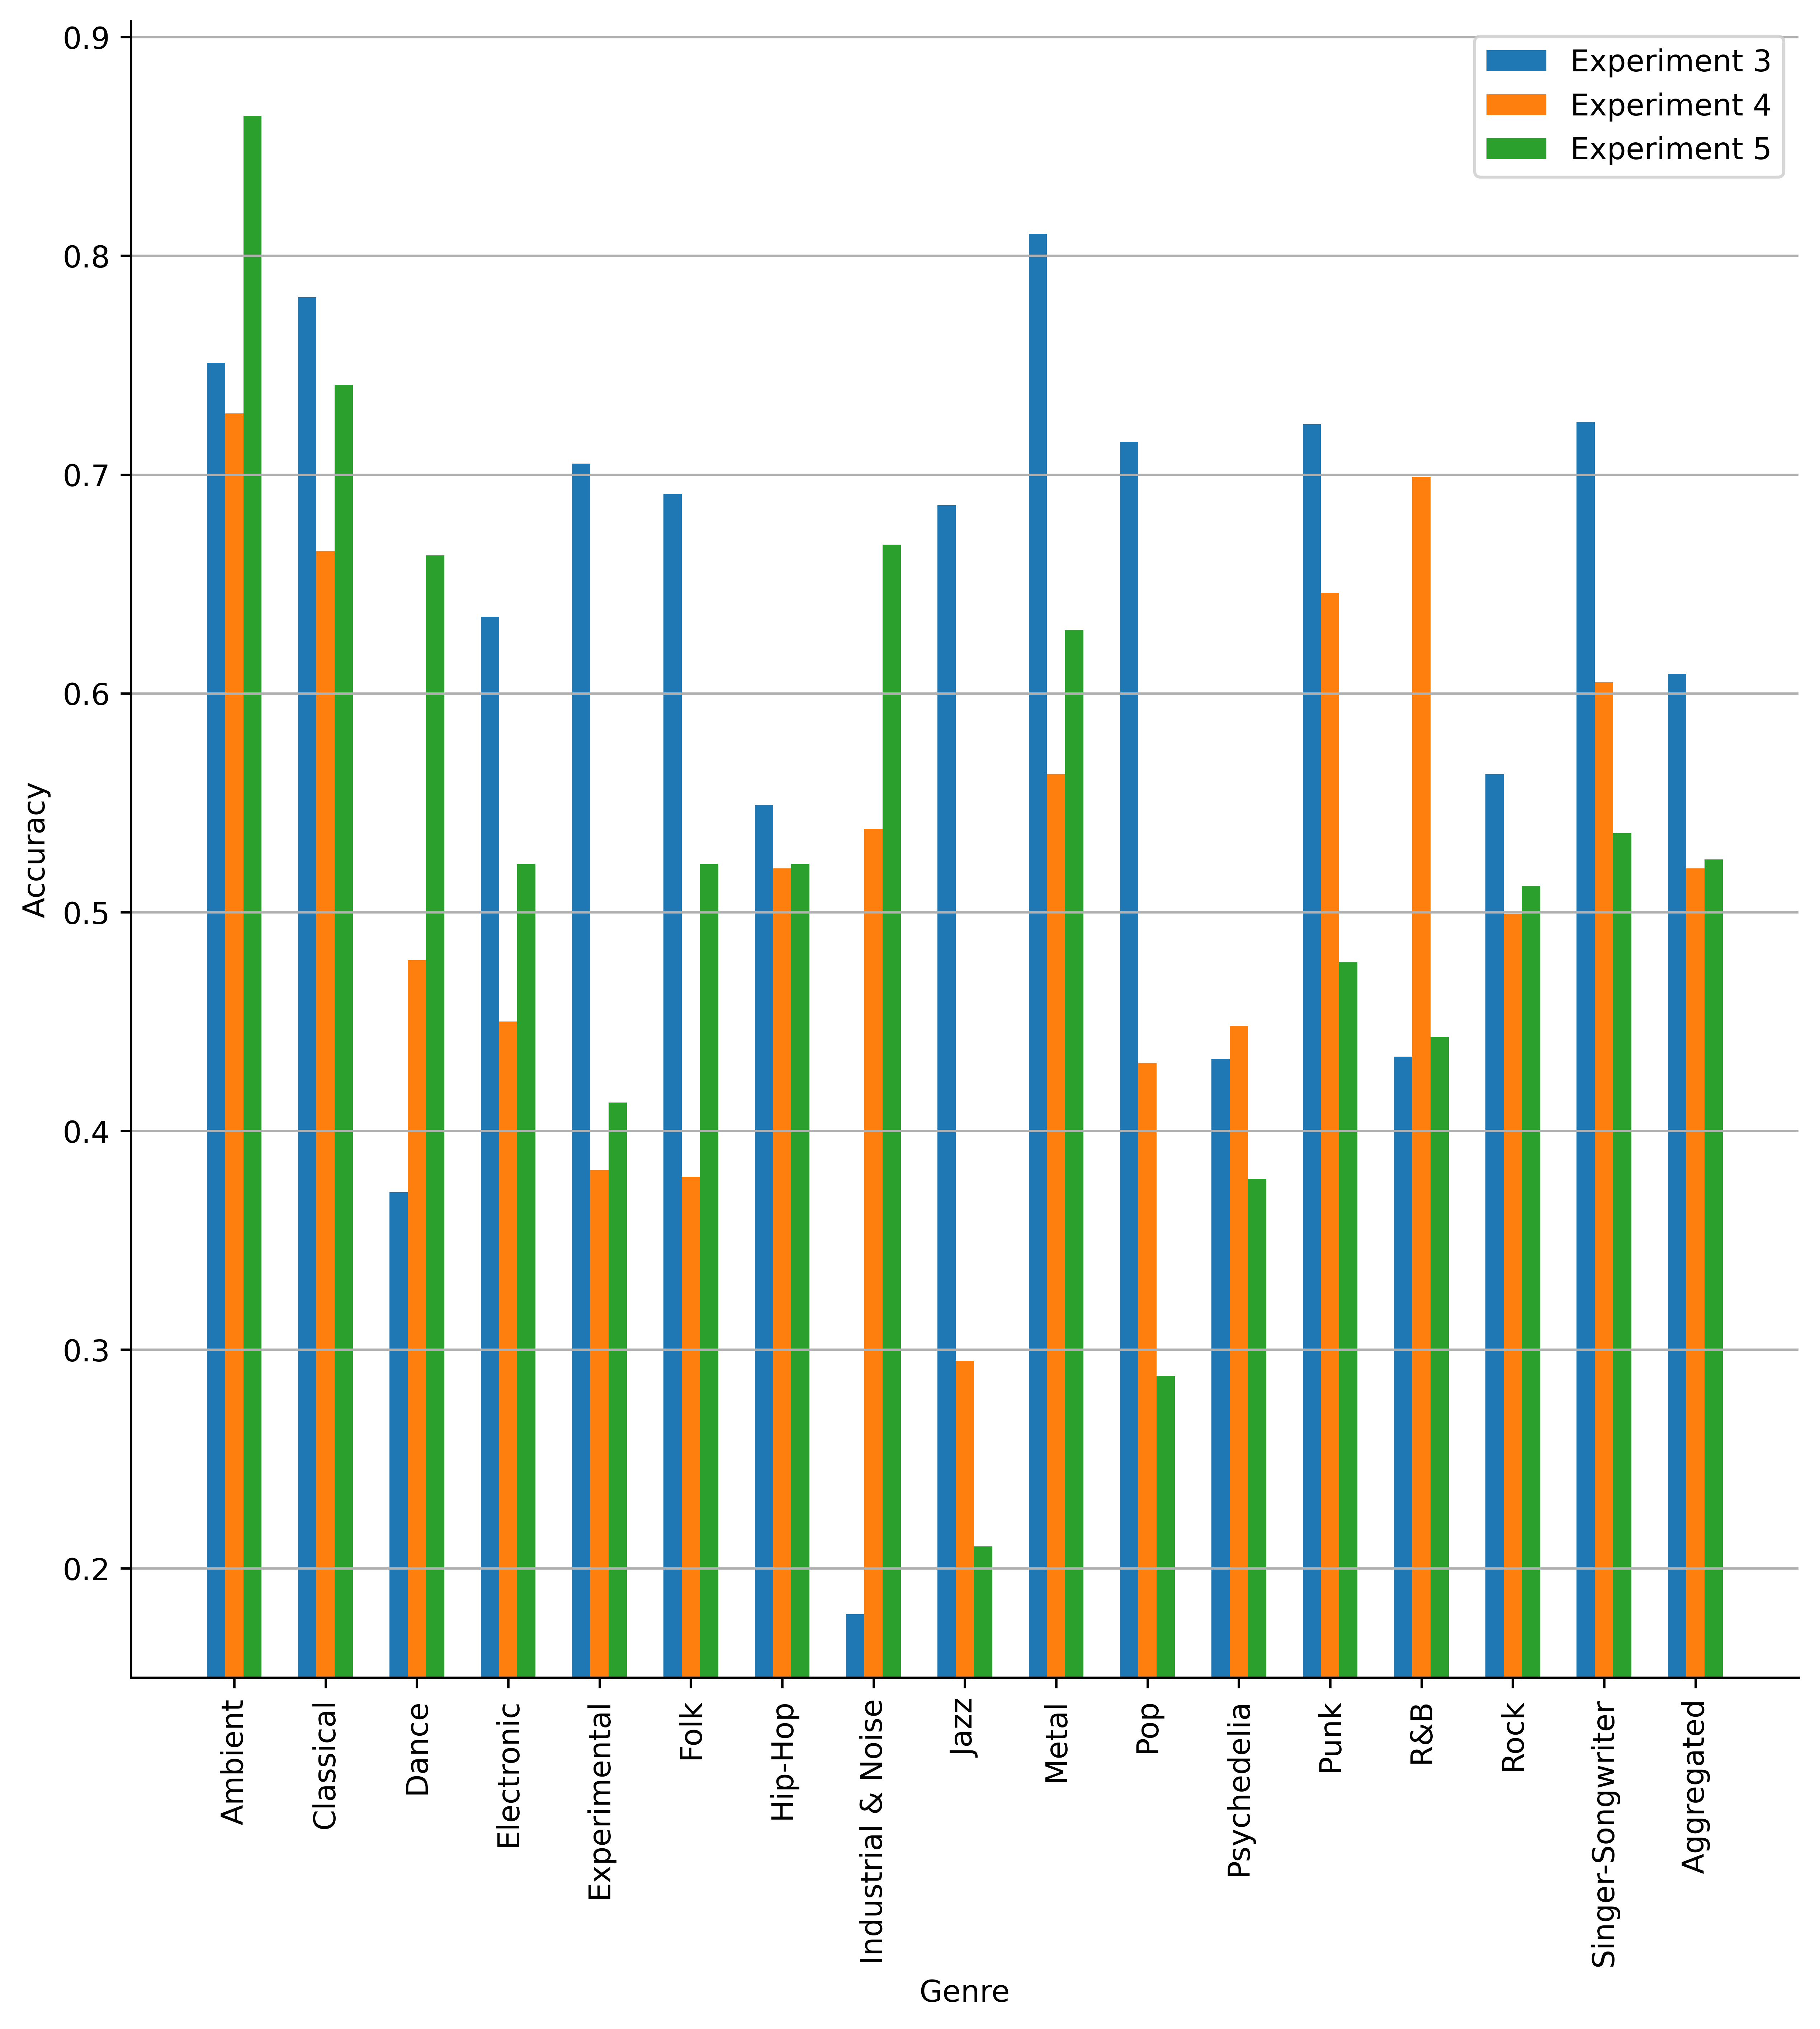 0.9
0.8
0.7
0.6
0.5
0.4
0.3
0.2
Accuracy
Experiment 3
Experiment 4
Experiment 5
Ambient
Classical
Dance
Electronic
Experimental
Folk
Hip-Hop
Industrial & Noise
Jazz
Metal
Pop
Psychedelia
Punk
R&B
Rock
Singer-Songwriter
Aggregated
Genre